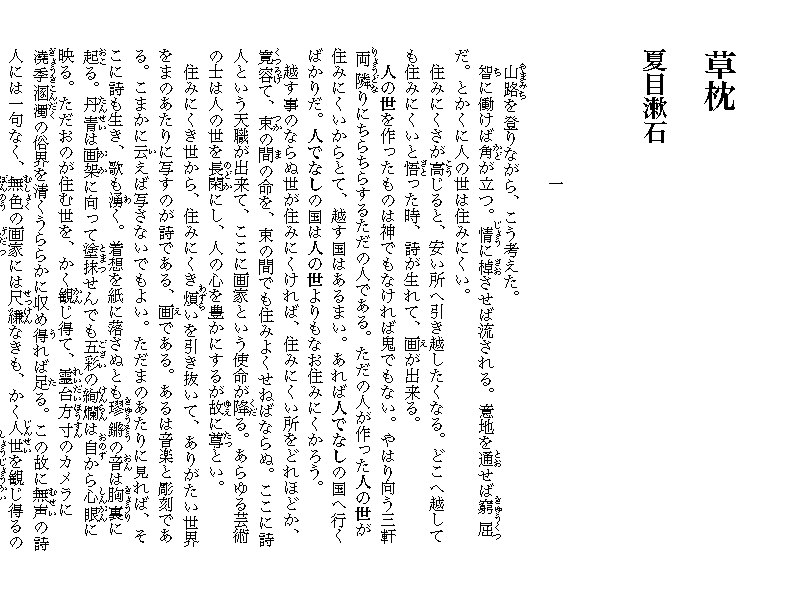 草枕
夏目漱石
一
山路を登りながら、こう考えた。
智に働けば角が立つ。情に棹させば流される。意地を通せば窮屈
だ。とかくに人の世は住みにくい。
住みにくさが高じると、安い所へ引き越したくなる。どこへ越して
も住みにくいと悟った時、詩が生れて、画が出来る。
人の世を作ったものは神でもなければ鬼でもない。やはり向う三軒
両隣りにちらちらするただの人である。ただの人が作った人の世が
住みにくいからとて、越す国はあるまい。あれば人でなしの国へ行く
ばかりだ。人でなしの国は人の世よりもなお住みにくかろう。
越す事のならぬ世が住みにくければ、住みにくい所をどれほどか、
寛容て、束の間の命を、束の間でも住みよくせねばならぬ。ここに詩
人という天職が出来て、ここに画家という使命が降る。あらゆる芸術
の士は人の世を長閑にし、人の心を豊かにするが故に尊とい。
住みにくき世から、住みにくき煩いを引き抜いて、ありがたい世界
をまのあたりに写すのが詩である、画である。あるは音楽と彫刻であ
る。こまかに云えば写さないでもよい。ただまのあたりに見れば、そ
こに詩も生き、歌も湧く。着想を紙に落さぬとも璆鏘の音は胸裏に
起る。丹青は画架に向って塗抹せんでも五彩の絢爛は自から心眼に
映る。ただおのが住む世を、かく観じ得て、霊台方寸のカメラに
澆季溷濁の俗界を清くうららかに収め得れば足る。この故に無声の詩
人には一句なく、無色の画家には尺縑なきも、かく人世を観じ得るの